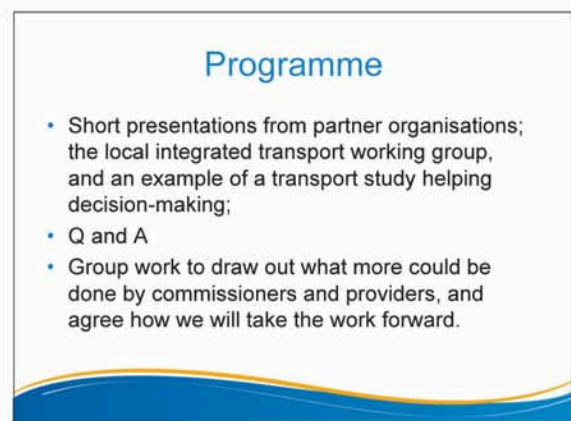 Programme
• Short presentations from partner organisations;
the local integrated transport working group,
and an example of a transport study helping
decision-making;
• Q and A
• Group work to draw out what more could be
done by commissioners and providers, and
agree how we will take the work forward.